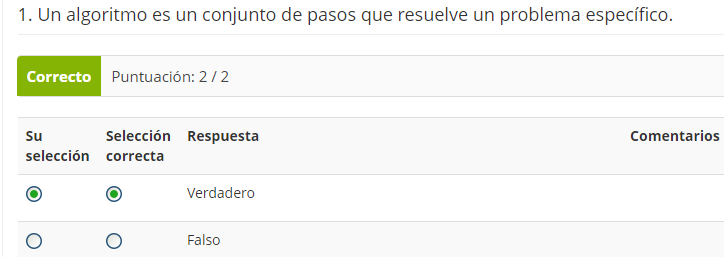 1. Un algoritmo es un conjunto de pasos que resuelve un problema específico.
Correcto Puntuación: 2 / 2
Su selección Selección correcta Respuesta Comentarios
Verdadero
Falso